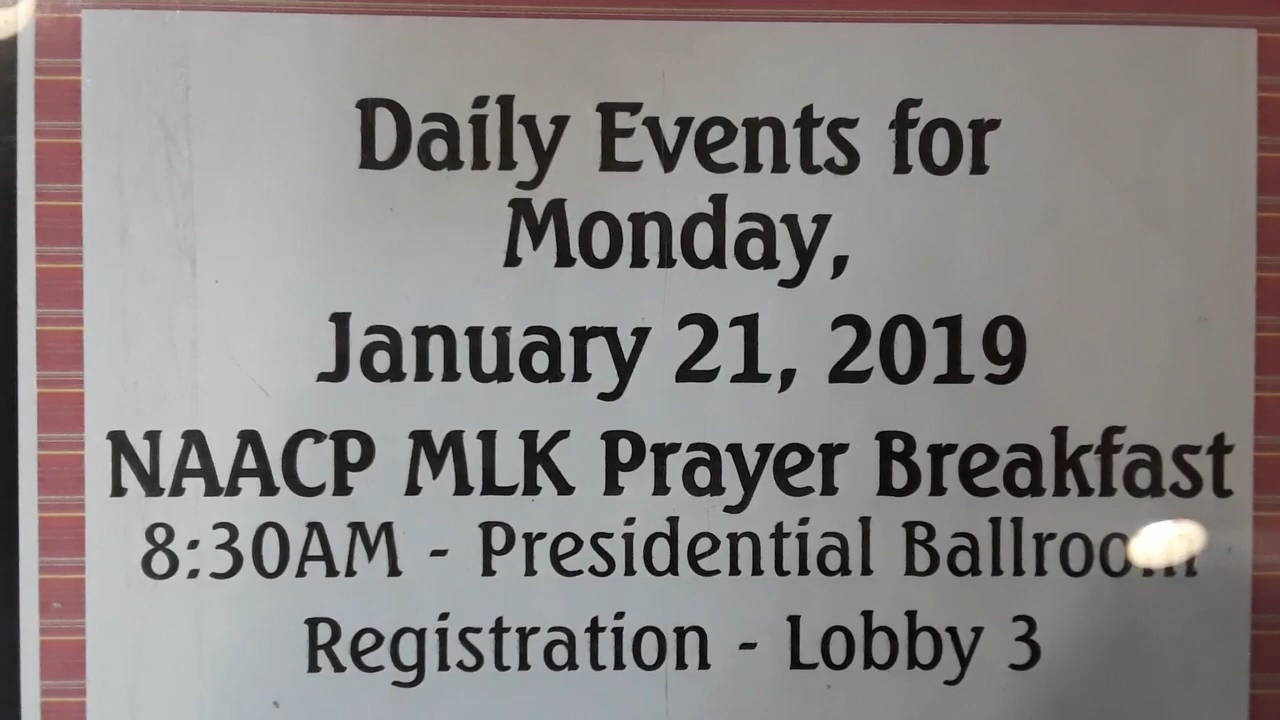 Daily Events for
Monday,
January 21, 2019
NAACP MLK Prayer Breakfast
8:30AM - Presidential Ballroom
Registration - Lobby 3